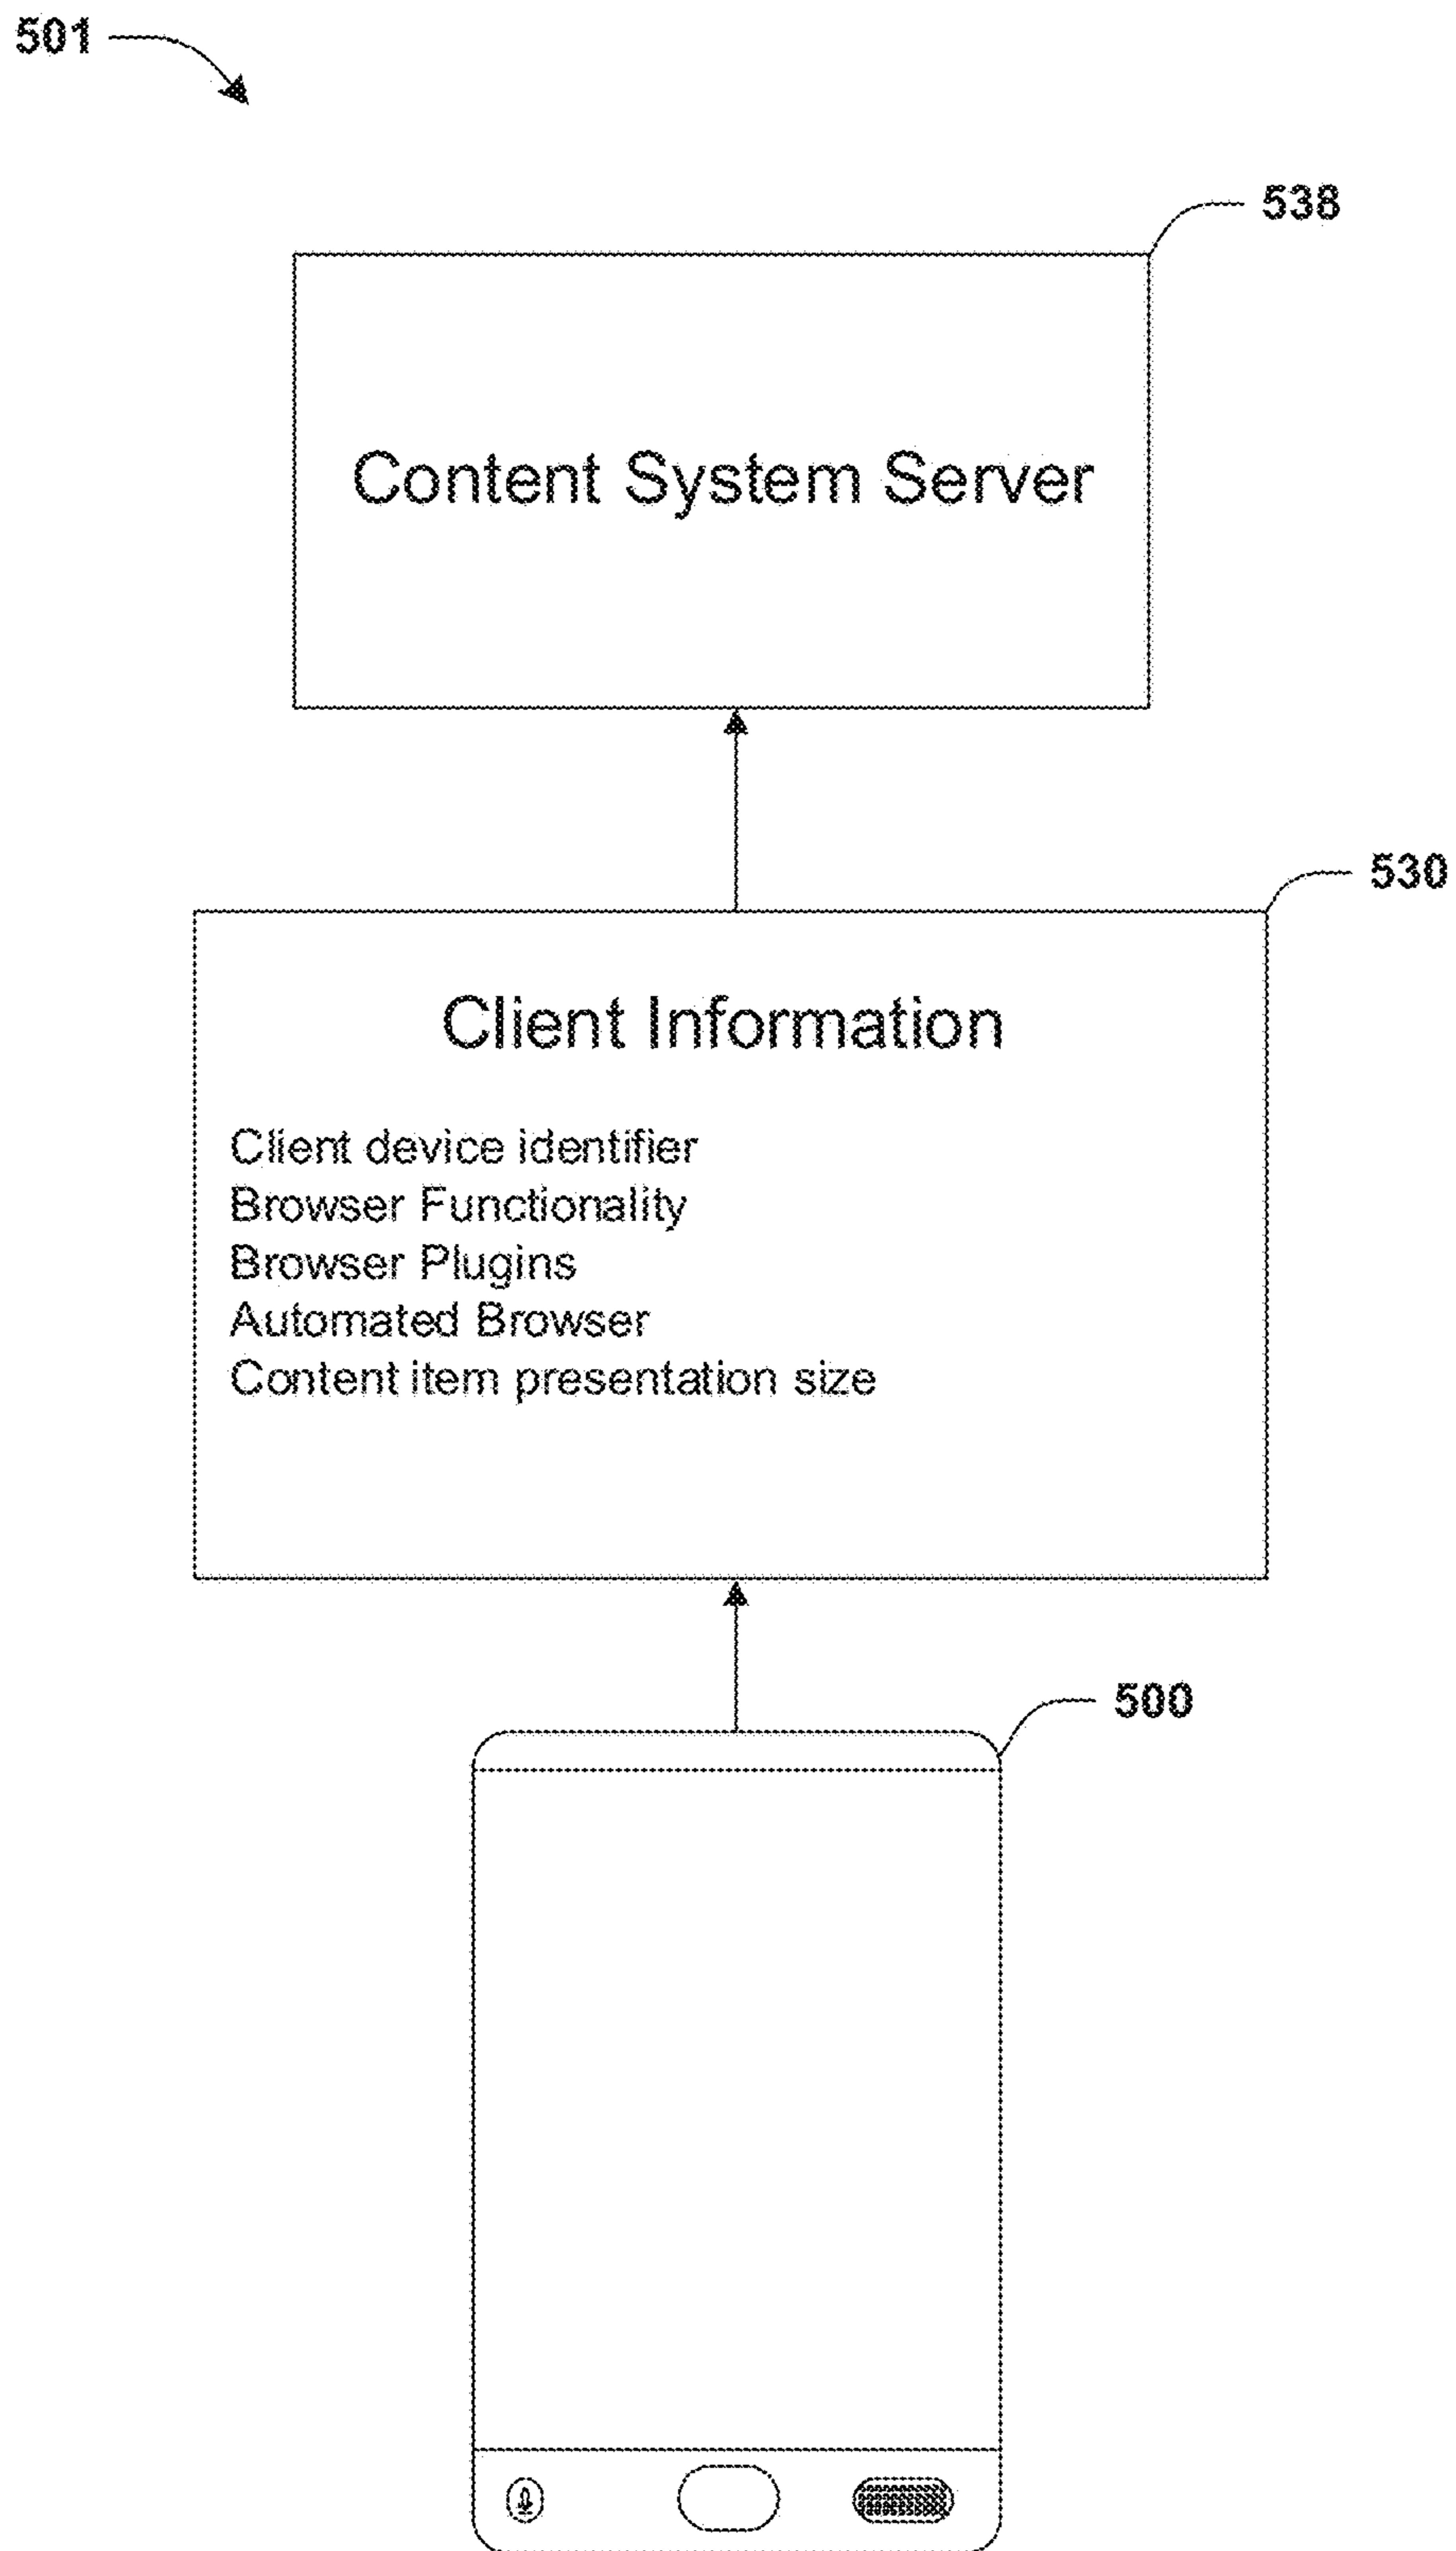 501
538
Content System Server
530
Client Information
Client device identifier
Browser Functionality
Browser Plugins
Automated Browser
Content item presentation size
500